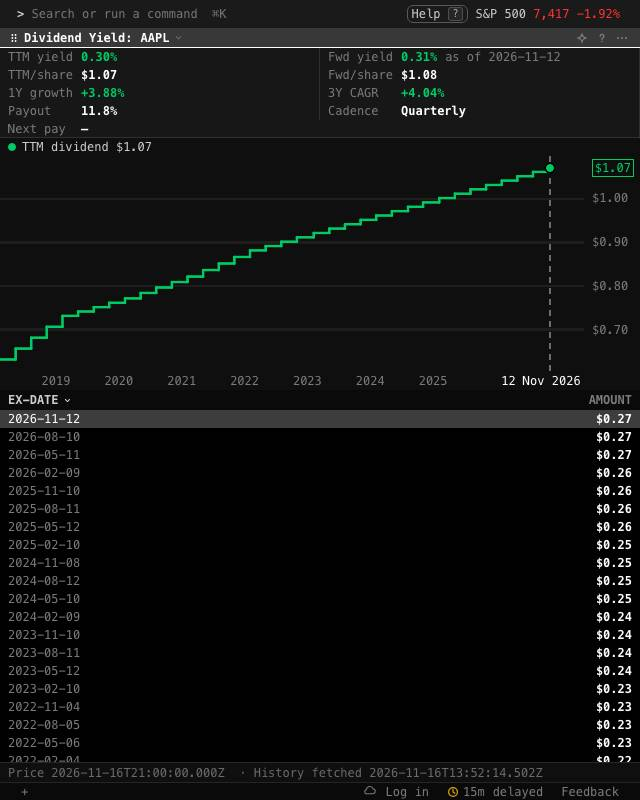 > Search or run a command ⌘K Help ? S&P 500 7,417 −1.92%
Dividend Yield: AAPL ?
TTM yield 0.30% Fwd yield 0.31% as of 2026−11−12
TTM/share $1.07 Fwd/share $1.08
1Y growth +3.88% 3Y CAGR +4.04%
Payout 11.8% Cadence Quarterly
Next pay —
TTM dividend $1.07
$1.07
$1.00
$0.90
$0.80
$0.70
2019 2020 2021 2022 2023 2024 2025 12 Nov 2026
EX−DATE AMOUNT
2026−11−12 $0.27
2026−08−10 $0.27
2026−05−11 $0.27
2026−02−09 $0.26
2025−11−10 $0.26
2025−08−11 $0.26
2025−05−12 $0.26
2025−02−10 $0.25
2024−11−08 $0.25
2024−08−12 $0.25
2024−05−10 $0.25
2024−02−09 $0.24
2023−11−10 $0.24
2023−08−11 $0.24
2023−05−12 $0.24
2023−02−10 $0.23
2022−11−04 $0.23
2022−08−05 $0.23
2022−05−06 $0.23
2022−02−04 $0.22
Price 2026−11−16T21:00:00.000Z · History fetched 2026−11−16T13:52:14.502Z
+ Log in 15m delayed Feedback